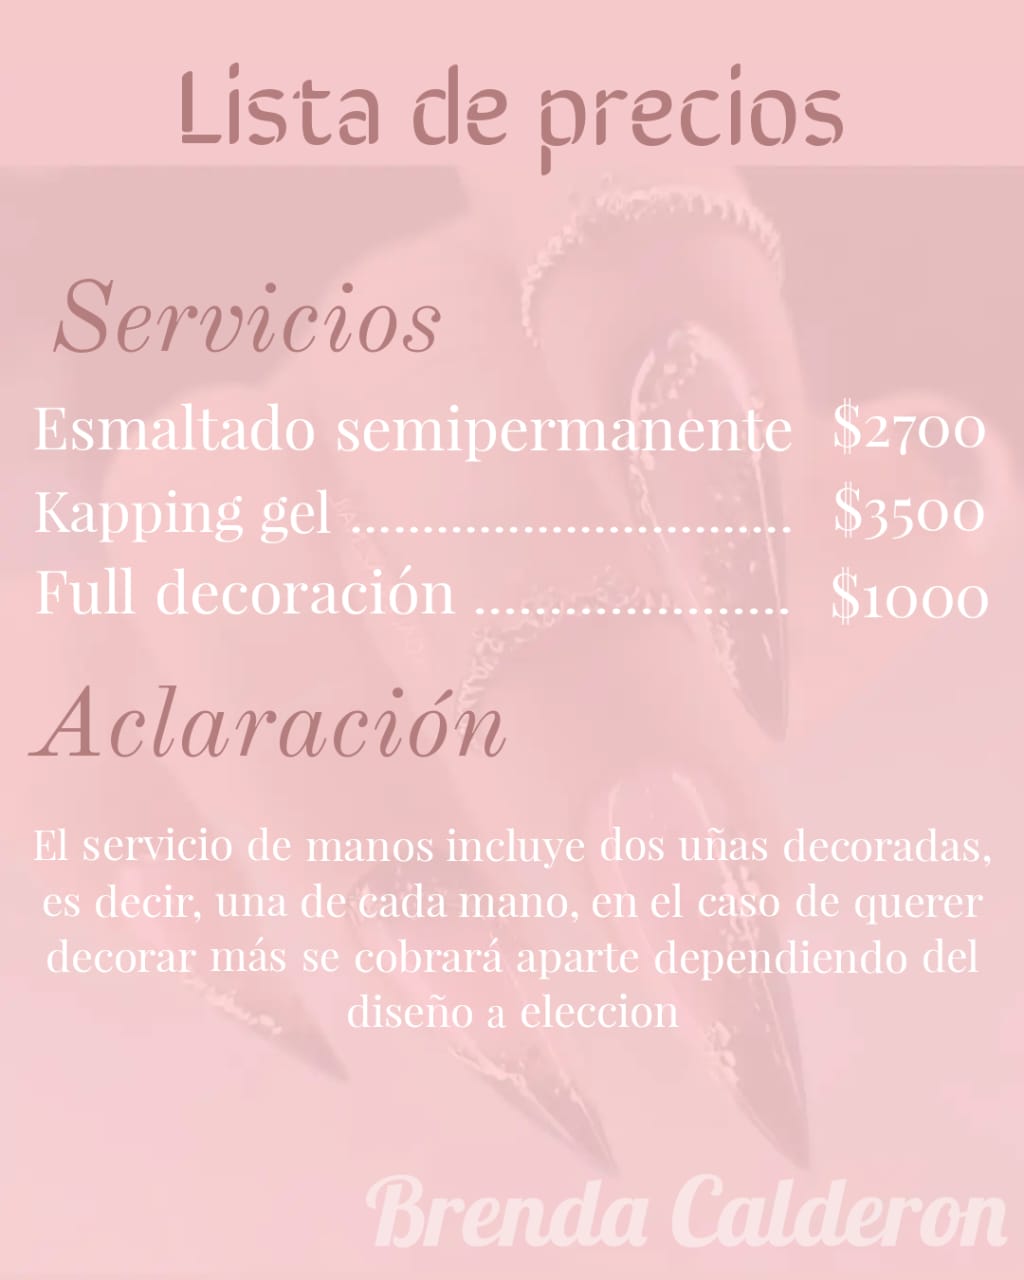 Lista de precios
Servicios
Esmaltado semipermanente $2700
Kapping gel ............................... $3500
Full decoración ..................... $1000
Aclaración
El servicio de manos incluye dos uñas decoradas,
es decir, una de cada mano, en el caso de querer
decorar más se cobrará aparte dependiendo del
diseño a eleccion
Brenda Calderon